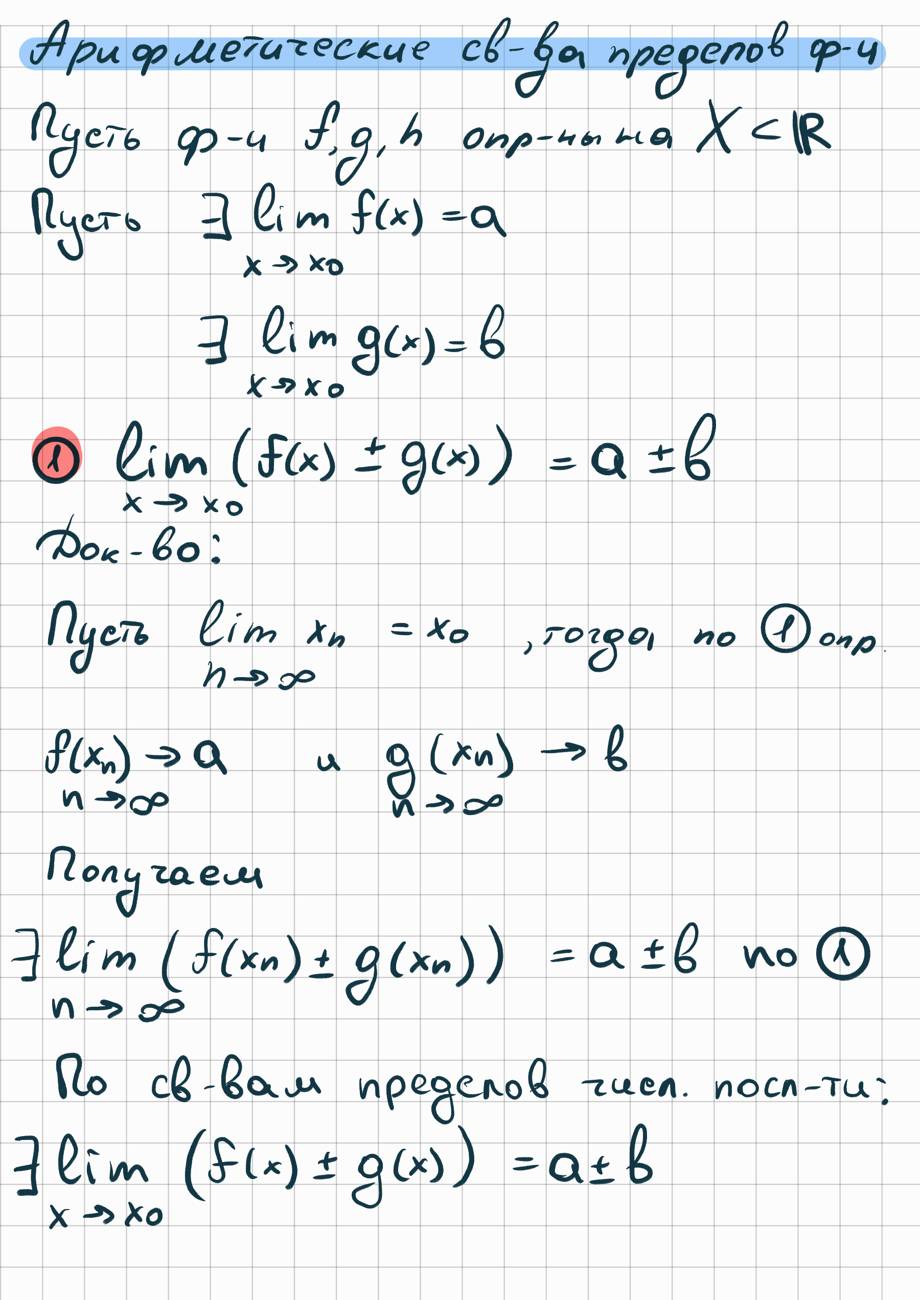 Арифметические св-ва пределов ф-и
Пусть ф-и f, g, h опр-ны на X ⊂ ℝ
Пусть ∃ lim f(x) = a
x → x0
∃ lim g(x) = b
x → x0
① lim (f(x) ± g(x)) = a ± b
x → x0
Док-во:
Пусть lim xn = x0 , тогда, по ① опр.
n → ∞
f(xn) → a и g(xn) → b
n → ∞ n → ∞
Получаем
∃ lim (f(xn) ± g(xn)) = a ± b по ①
n → ∞
По св-вам пределов числ. посл-ти:
∃ lim (f(x) ± g(x)) = a ± b
x → x0